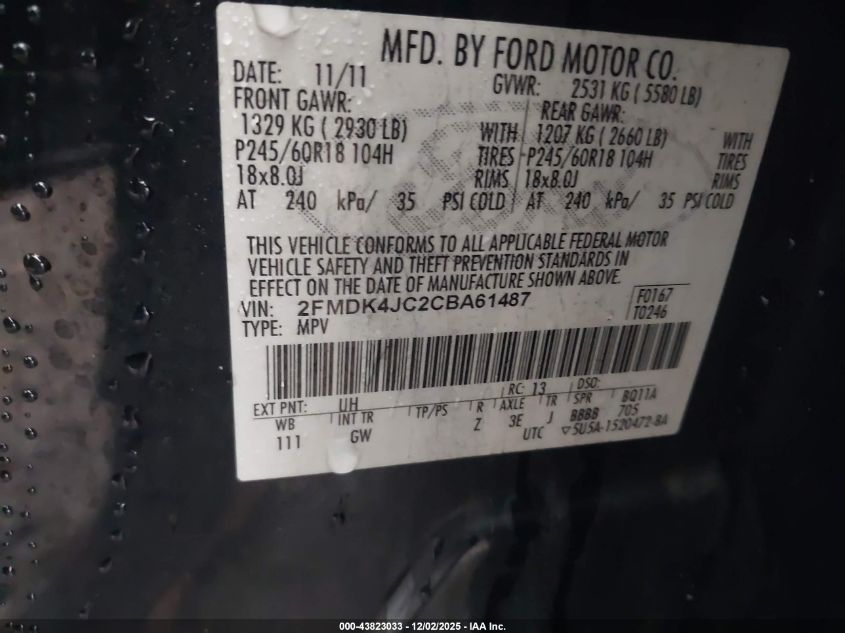 MFD. BY FORD MOTOR CO.
DATE: 11/11 GVWR: 2531 KG ( 5580 LB)
FRONT GAWR: REAR GAWR:
1329 KG ( 2930 LB) WITH 1207 KG ( 2660 LB) WITH
P245/60R18 104H TIRES P245/60R18 104H TIRES
18x8.0J RIMS 18x8.0J RIMS
AT 240 kPa/ 35 PSI COLD AT 240 kPa/ 35 PSI COLD
THIS VEHICLE CONFORMS TO ALL APPLICABLE FEDERAL MOTOR
VEHICLE SAFETY AND THEFT PREVENTION STANDARDS IN
EFFECT ON THE DATE OF MANUFACTURE SHOWN ABOVE.
VIN: 2FMDK4JC2CBA61487 F0167
TYPE: MPV T0246
EXT PNT: UH RC: 13 DSO:
WB INT TR TP/PS R AXLE TR SPR BQ11A
111 GW Z 3E J BBBB 705
UTC ▽5U5A-1520472-BA
000-43823033 - 12/02/2025 - IAA Inc.